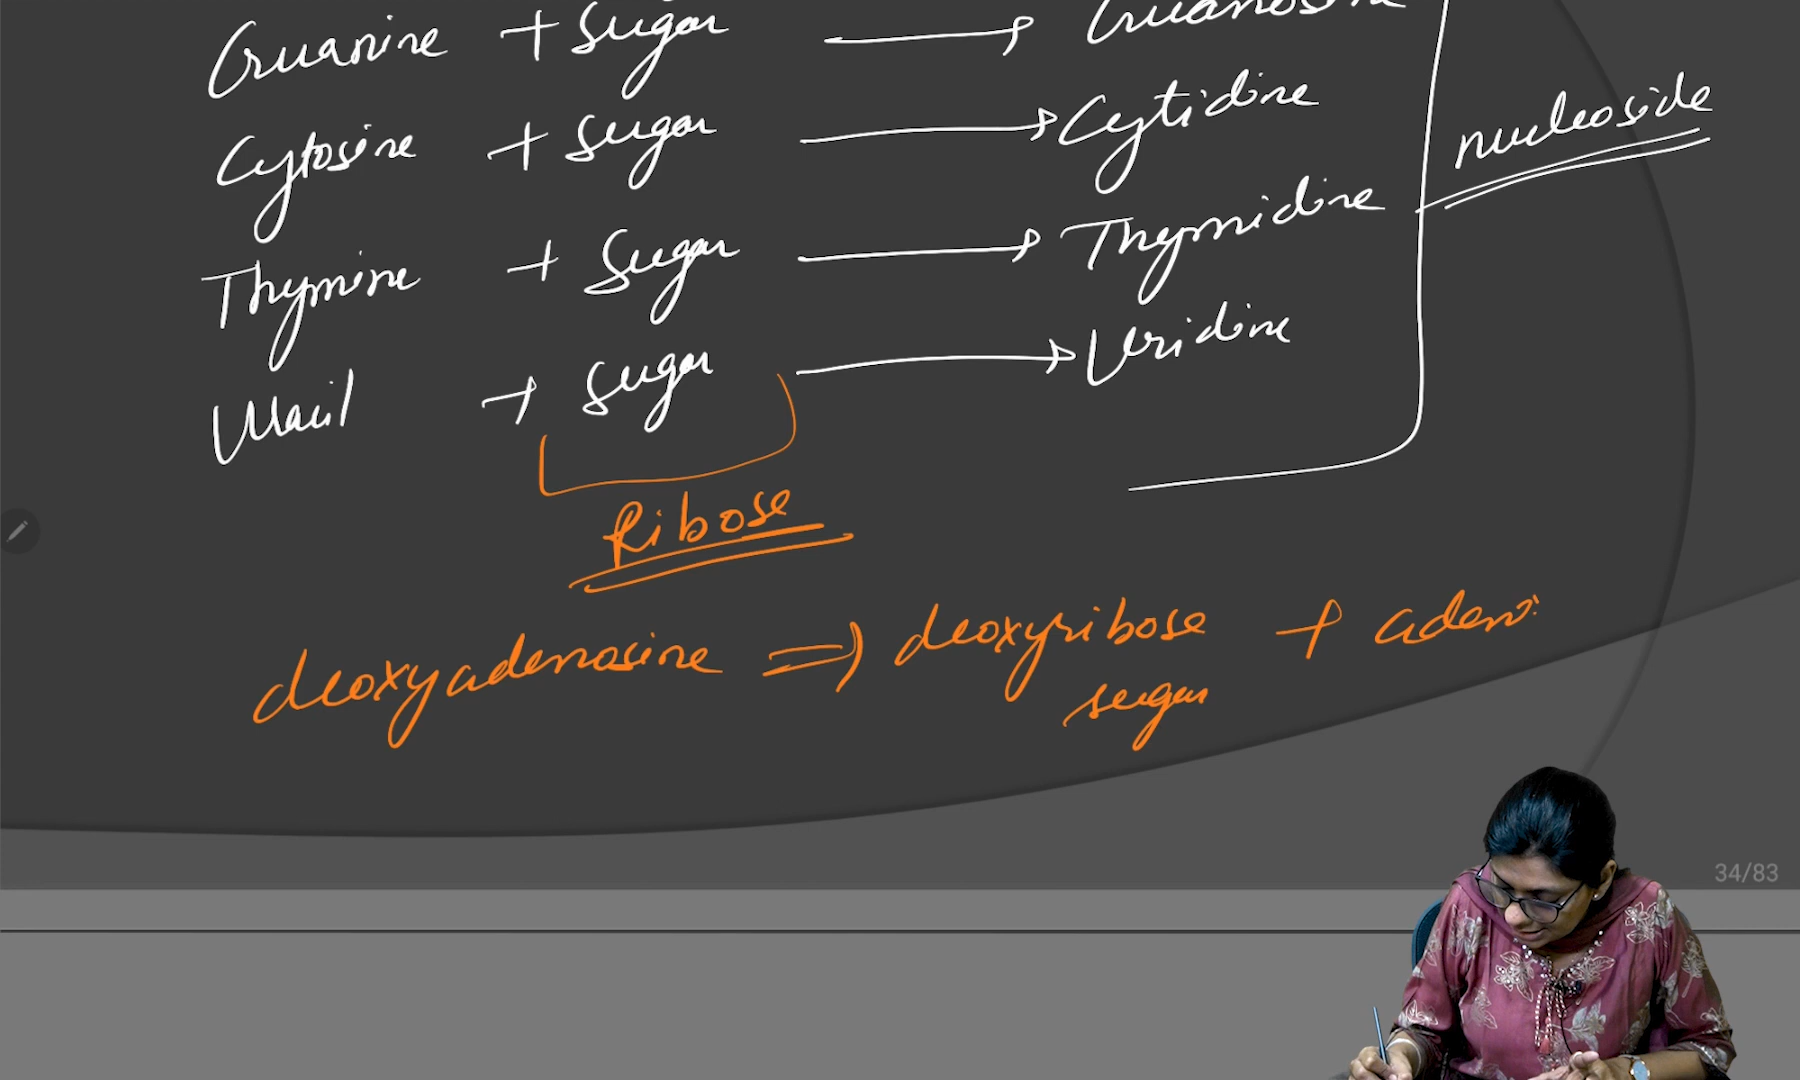 Guanine + Sugar → Guanosine
Cytosine + Sugar → Cytidine
nucleoside
Thymine + Sugar → Thymidine
Uracil + Sugar → Uridine
Ribose
deoxyadenosine ⇒ deoxyribose + adeni
sugar
34/83